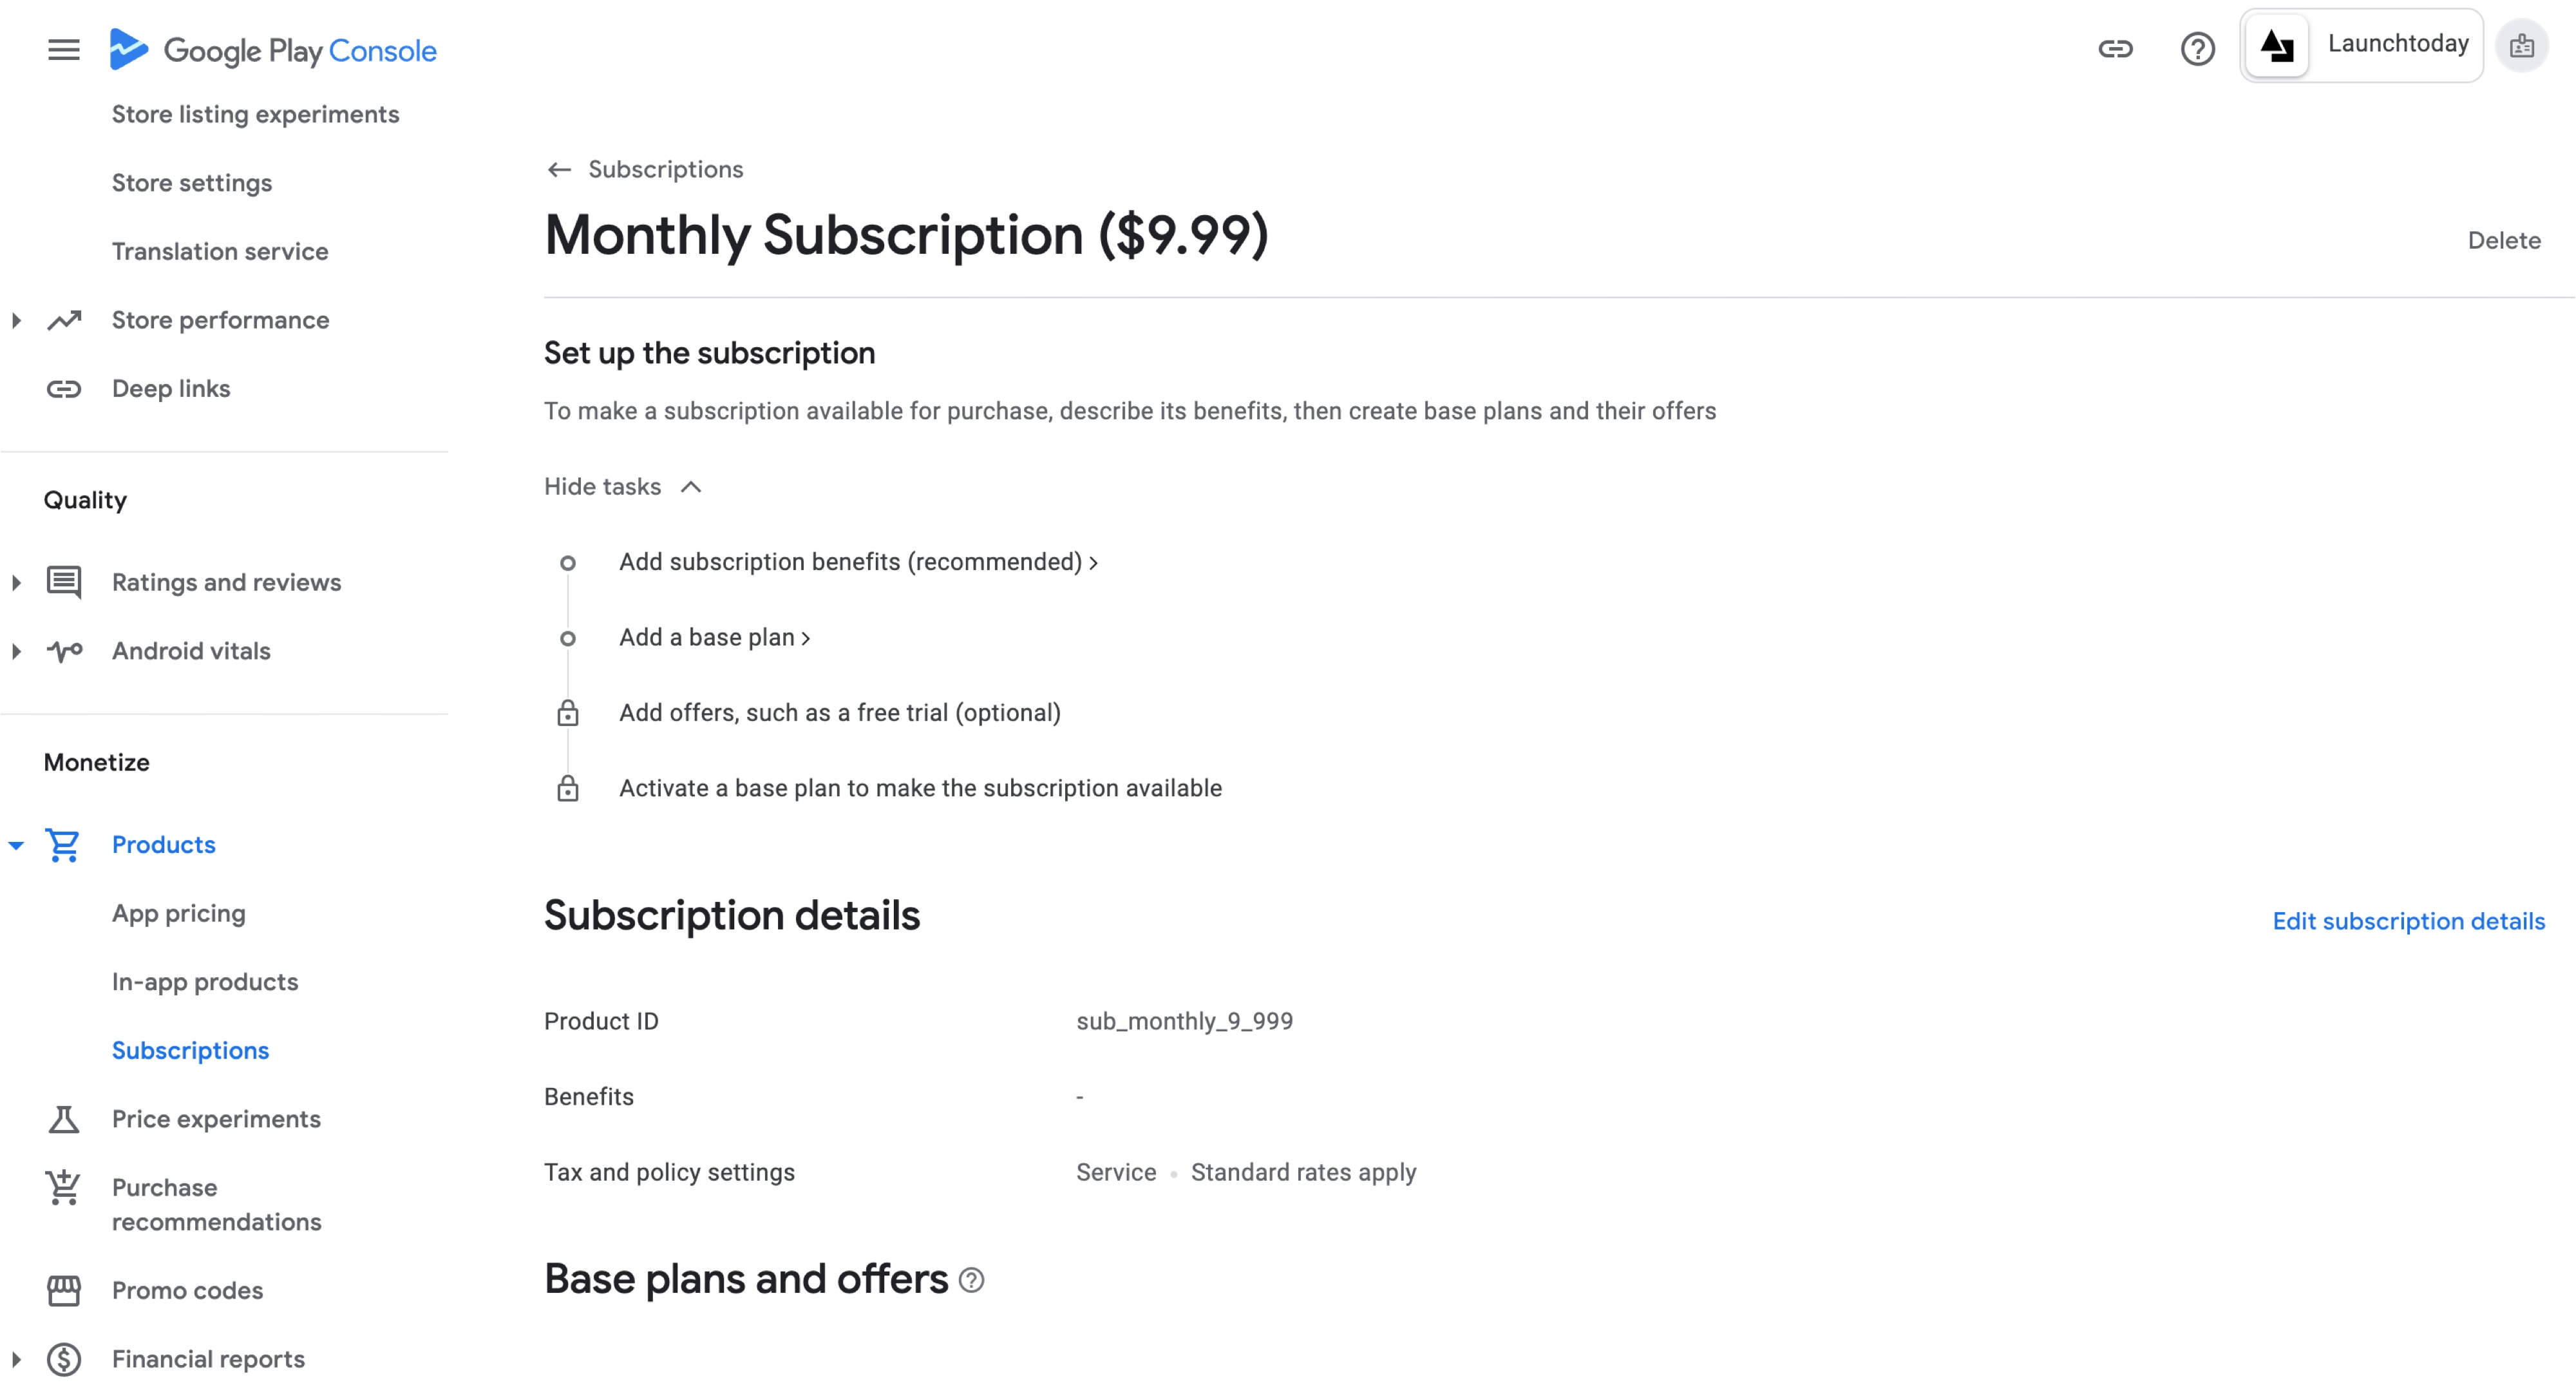 Google Play Console
Launchtoday
Store listing experiments
Store settings
Translation service
Store performance
Deep links
Quality
Ratings and reviews
Android vitals
Monetize
Products
App pricing
In-app products
Subscriptions
Price experiments
Purchase
recommendations
Promo codes
Financial reports
Subscriptions
Monthly Subscription ($9.99)
Delete
Set up the subscription
To make a subscription available for purchase, describe its benefits, then create base plans and their offers
Hide tasks
Add subscription benefits (recommended)
Add a base plan
Add offers, such as a free trial (optional)
Activate a base plan to make the subscription available
Subscription details
Edit subscription details
Product ID sub_monthly_9_999
Benefits -
Tax and policy settings Service • Standard rates apply
Base plans and offers